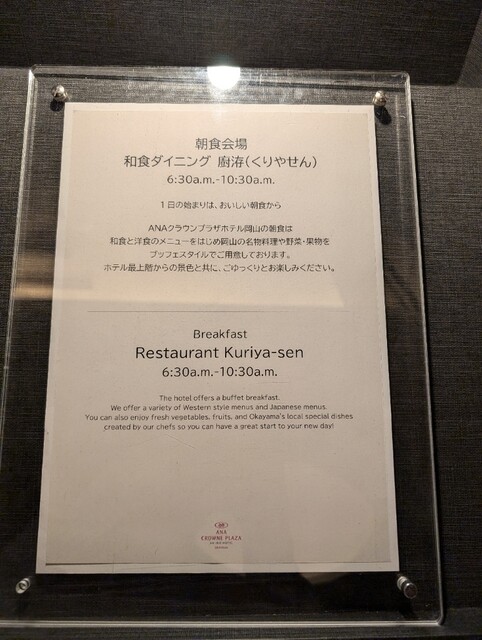 朝食会場
和食ダイニング 廚洊(くりやせん)
6:30a.m.-10:30a.m.
1日の始まりは、おいしい朝食から
ANAクラウンプラザホテル岡山の朝食は
和食と洋食のメニューをはじめ岡山の名物料理や野菜・果物を
ブッフェスタイルでご用意しております。
ホテル最上階からの景色と共に、ごゆっくりとお楽しみください。
Breakfast
Restaurant Kuriya-sen
6:30a.m.-10:30a.m.
The hotel offers a buffet breakfast.
We offer a variety of Western style menus and Japanese menus.
You can also enjoy fresh vegetables, fruits, and Okayama's local special dishes
created by our chefs so you can have a great start to your new day!
ANA
CROWNE PLAZA